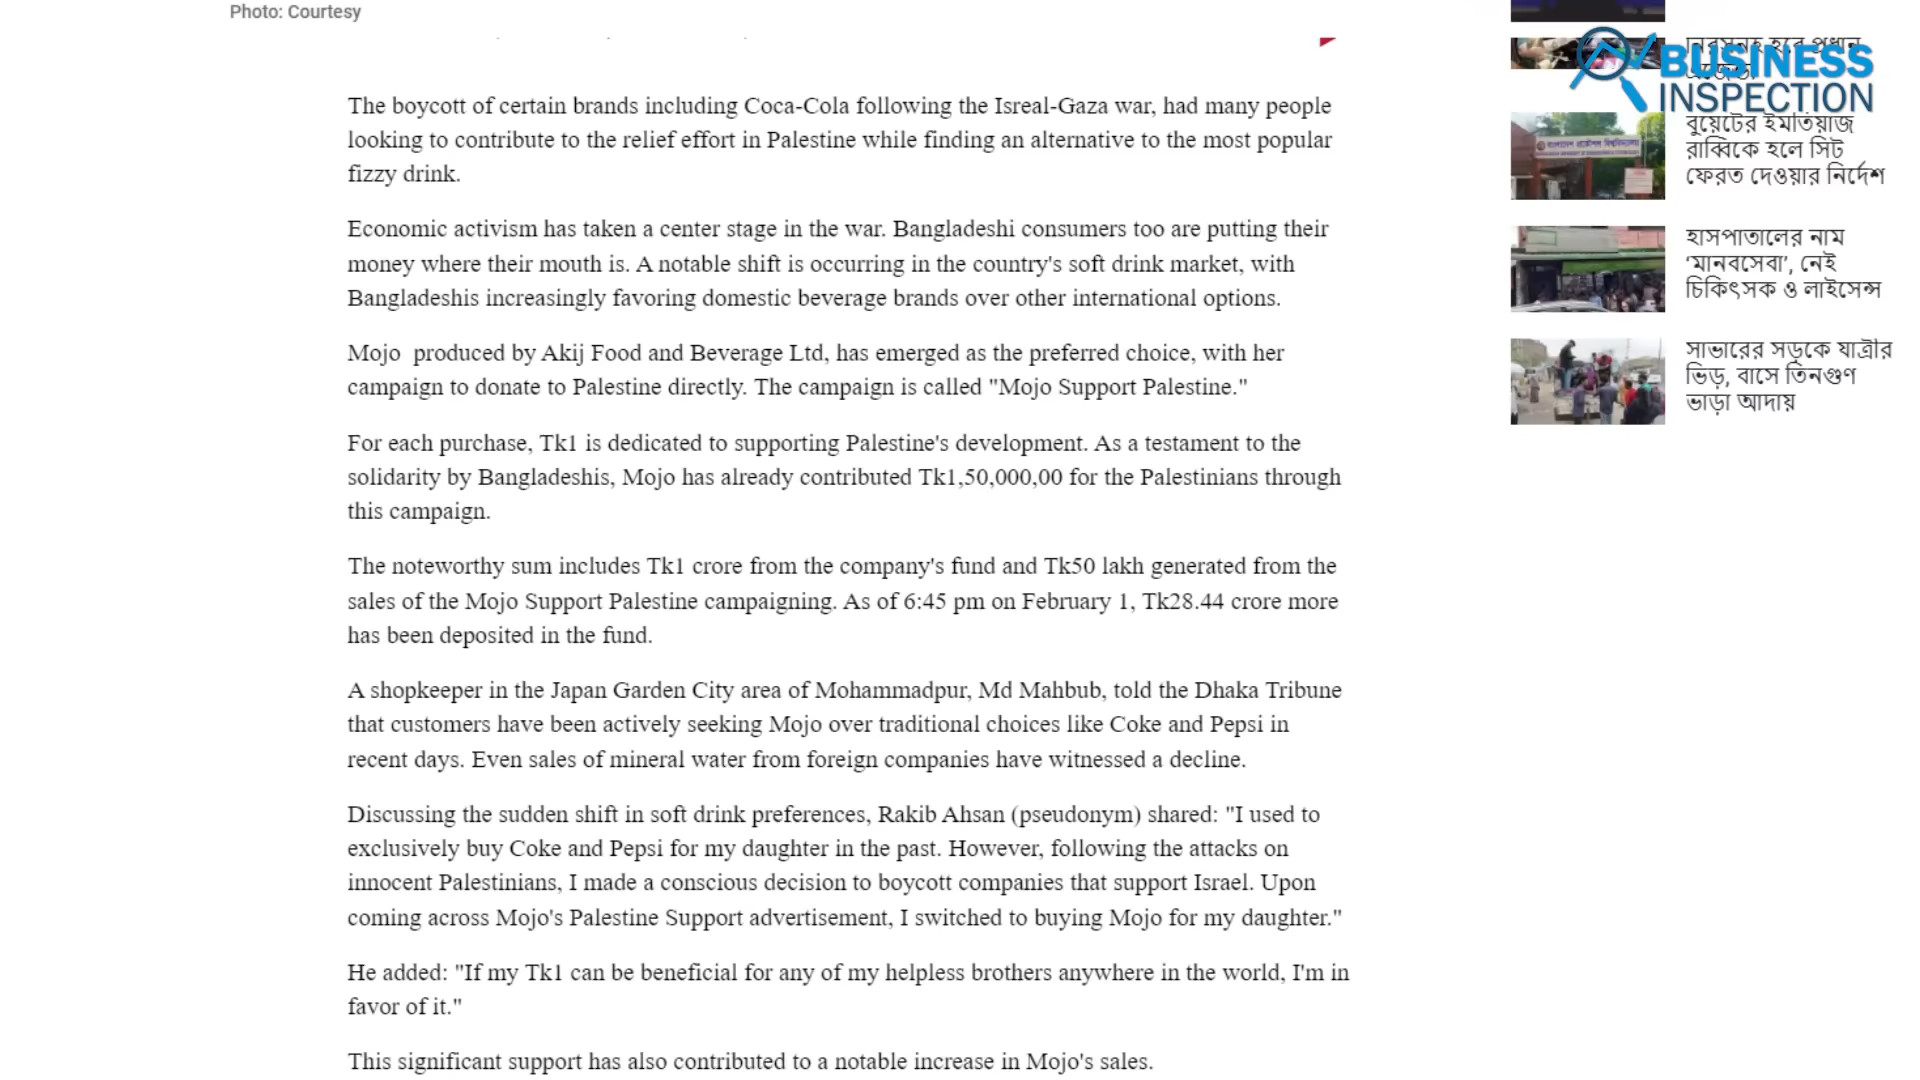 Photo: Courtesy
The boycott of certain brands including Coca-Cola following the Isreal-Gaza war, had many people
looking to contribute to the relief effort in Palestine while finding an alternative to the most popular
fizzy drink.
Economic activism has taken a center stage in the war. Bangladeshi consumers too are putting their
money where their mouth is. A notable shift is occurring in the country's soft drink market, with
Bangladeshis increasingly favoring domestic beverage brands over other international options.
Mojo produced by Akij Food and Beverage Ltd, has emerged as the preferred choice, with her
campaign to donate to Palestine directly. The campaign is called "Mojo Support Palestine."
For each purchase, Tk1 is dedicated to supporting Palestine's development. As a testament to the
solidarity by Bangladeshis, Mojo has already contributed Tk1,50,000,00 for the Palestinians through
this campaign.
The noteworthy sum includes Tk1 crore from the company's fund and Tk50 lakh generated from the
sales of the Mojo Support Palestine campaigning. As of 6:45 pm on February 1, Tk28.44 crore more
has been deposited in the fund.
A shopkeeper in the Japan Garden City area of Mohammadpur, Md Mahbub, told the Dhaka Tribune
that customers have been actively seeking Mojo over traditional choices like Coke and Pepsi in
recent days. Even sales of mineral water from foreign companies have witnessed a decline.
Discussing the sudden shift in soft drink preferences, Rakib Ahsan (pseudonym) shared: "I used to
exclusively buy Coke and Pepsi for my daughter in the past. However, following the attacks on
innocent Palestinians, I made a conscious decision to boycott companies that support Israel. Upon
coming across Mojo's Palestine Support advertisement, I switched to buying Mojo for my daughter."
He added: "If my Tk1 can be beneficial for any of my helpless brothers anywhere in the world, I'm in
favor of it."
This significant support has also contributed to a notable increase in Mojo's sales.
BUSINESS
INSPECTION
বুয়েটের ইমতিয়াজ
রাব্বিকে হলে সিট
ফেরত দেওয়ার নির্দেশ
হাসপাতালের নাম
‘মানবসেবা’, নেই
চিকিৎসক ও লাইসেন্স
সাভারের সড়কে যাত্রীর
ভিড়, বাসে তিনগুণ
ভাড়া আদায়